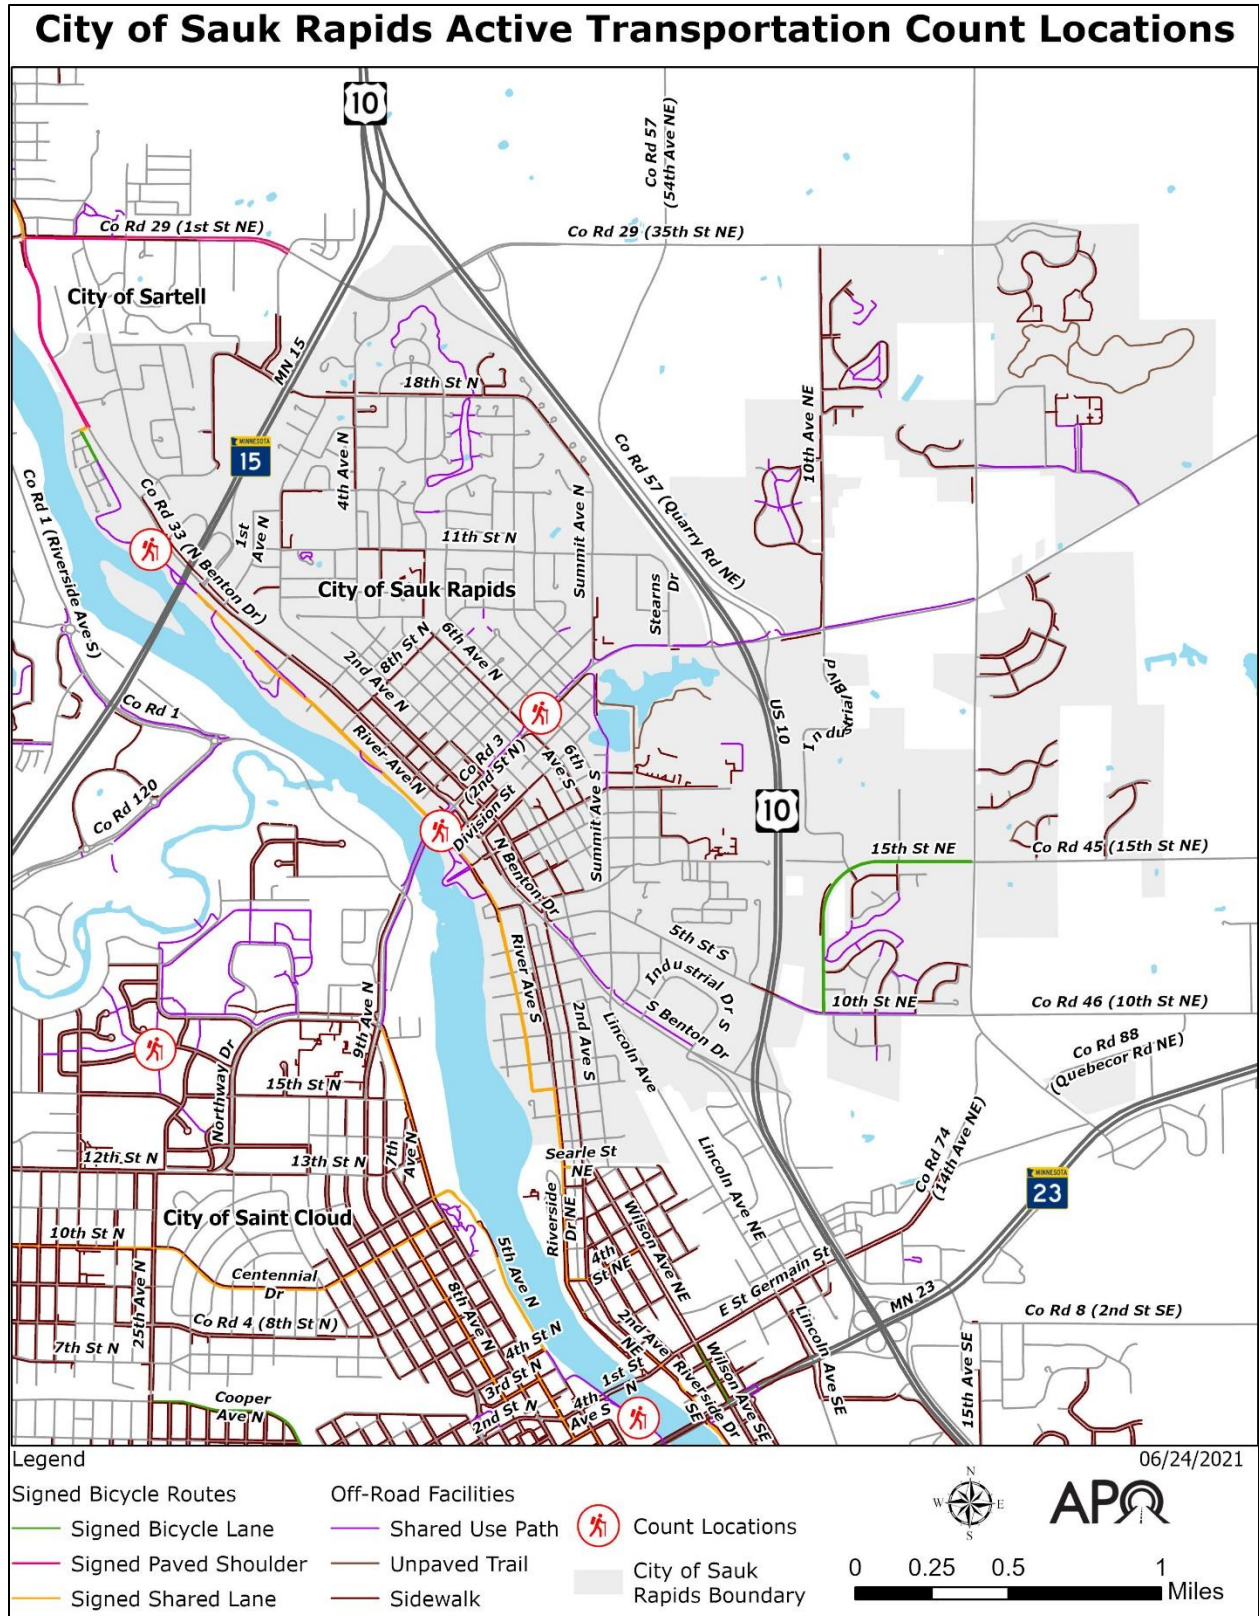 City of Sauk Rapids Active Transportation Count Locations
10
Co Rd 57
(54th Ave NE)
Co Rd 29 (1st St NE)
Co Rd 29 (35th St NE)
City of Sartell
MN 15
18th St N
MINNESOTA
15
4th Ave N
10th Ave NE
Co Rd 57 (Quarry Rd NE)
Co Rd 1 (Riverside Ave S)
Co Rd 33 (N Benton Dr)
1st
Ave N
11th St N
Summit Ave N
Stearns
Dr
City of Sauk Rapids
8th St N
6th Ave N
2nd Ave N
Industrial
Blvd
US 10
Co Rd 1
River Ave N
Co Rd 3
(2nd St N)
6th
Ave S
Division St
Summit Ave S
10
Co Rd 120
N Benton Dr
15th St NE
Co Rd 45 (15th St NE)
5th St S
Industrial Dr S
River Ave S
S Benton Dr
10th St NE
Co Rd 46 (10th St NE)
9th Ave N
2nd Ave S
Lincoln Ave
Co Rd 88
(Quebecor Rd NE)
Northway Dr
15th St N
12th St N
13th St N
7th
Ave N
Searle St
NE
Lincoln Ave NE
Co Rd 74
(14th Ave NE)
MINNESOTA
23
City of Saint Cloud
10th St N
Riverside
Dr NE
Wilson Ave NE
4th
St NE
5th Ave N
Centennial
Dr
25th Ave N
E St Germain St
MN 23
Co Rd 8 (2nd St SE)
Co Rd 4 (8th St N)
7th St N
8th Ave N
4th St N
3rd St N
2nd St N
4th
Ave S
1st St
N
2nd Ave
NE
Riverside Dr
SE
Wilson Ave SE
Lincoln Ave SE
15th Ave SE
Cooper
Ave N
Legend
06/24/2021
Signed Bicycle Routes
Signed Bicycle Lane
Signed Paved Shoulder
Signed Shared Lane
Off-Road Facilities
Shared Use Path
Unpaved Trail
Sidewalk
Count Locations
City of Sauk
Rapids Boundary
N
W E
S
APO
0 0.25 0.5 1
Miles